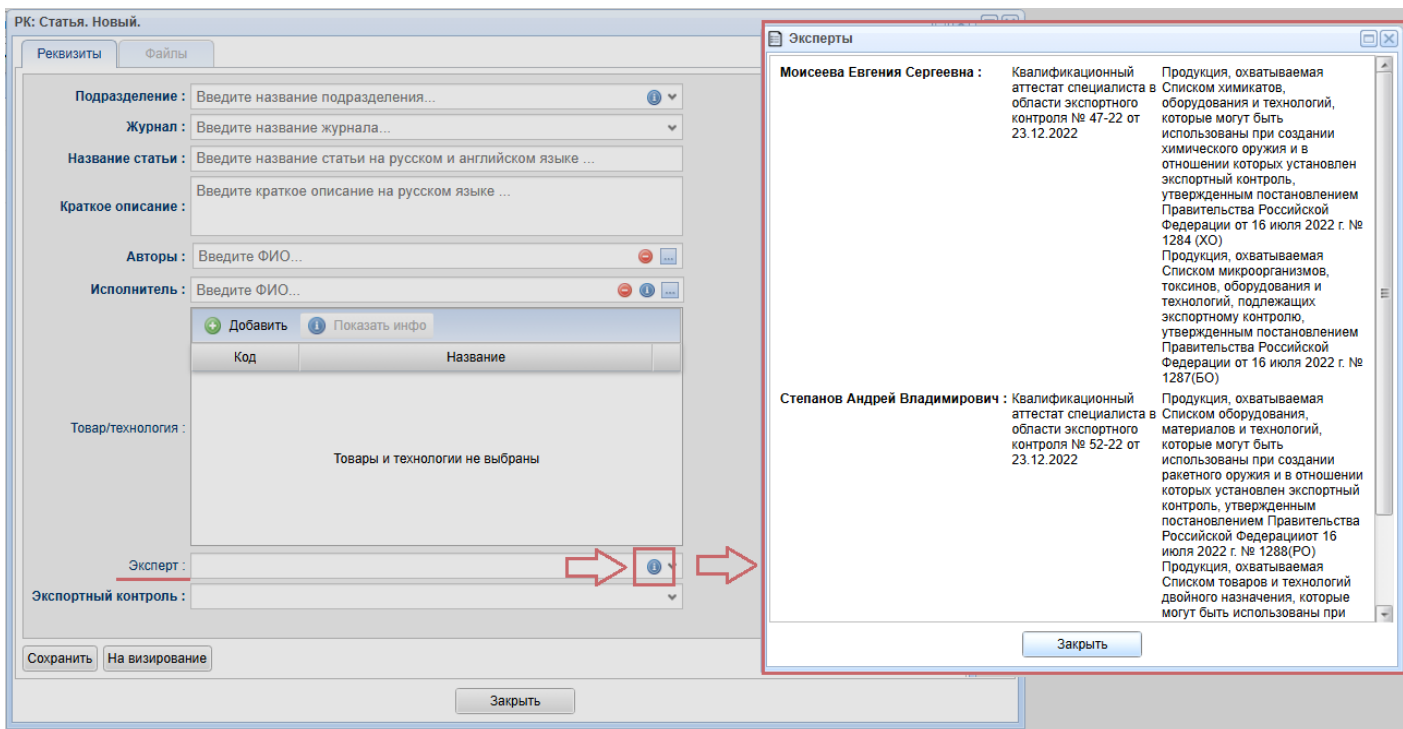 РК: Статья. Новый.
Реквизиты Файлы
Подразделение : Введите название подразделения...
Журнал : Введите название журнала...
Название статьи : Введите название статьи на русском и английском языке ...
Краткое описание : Введите краткое описание на русском языке ...
Авторы : Введите ФИО...
Исполнитель : Введите ФИО...
Добавить Показать инфо
Код Название
Товар/технология :
Товары и технологии не выбраны
Эксперт :
Экспортный контроль :
Сохранить На визирование
Закрыть
Эксперты
Моисеева Евгения Сергеевна :
Квалификационный
аттестат специалиста в
области экспортного
контроля № 47-22 от
23.12.2022
Продукция, охватываемая
Списком химикатов,
оборудования и технологий,
которые могут быть
использованы при создании
химического оружия и в
отношении которых установлен
экспортный контроль,
утвержденным постановлением
Правительства Российской
Федерации от 16 июля 2022 г. №
1284 (ХО)
Продукция, охватываемая
Списком микроорганизмов,
токсинов, оборудования и
технологий, подлежащих
экспортному контролю,
утвержденным постановлением
Правительства Российской
Федерации от 16 июля 2022 г. №
1287(БО)
Степанов Андрей Владимирович :
Квалификационный
аттестат специалиста в
области экспортного
контроля № 52-22 от
23.12.2022
Продукция, охватываемая
Списком оборудования,
материалов и технологий,
которые могут быть
использованы при создании
ракетного оружия и в отношении
которых установлен экспортный
контроль, утвержденным
постановлением Правительства
Российской Федерацииот 16
июля 2022 г. № 1288(РО)
Продукция, охватываемая
Списком товаров и технологий
двойного назначения, которые
могут быть использованы при
Закрыть